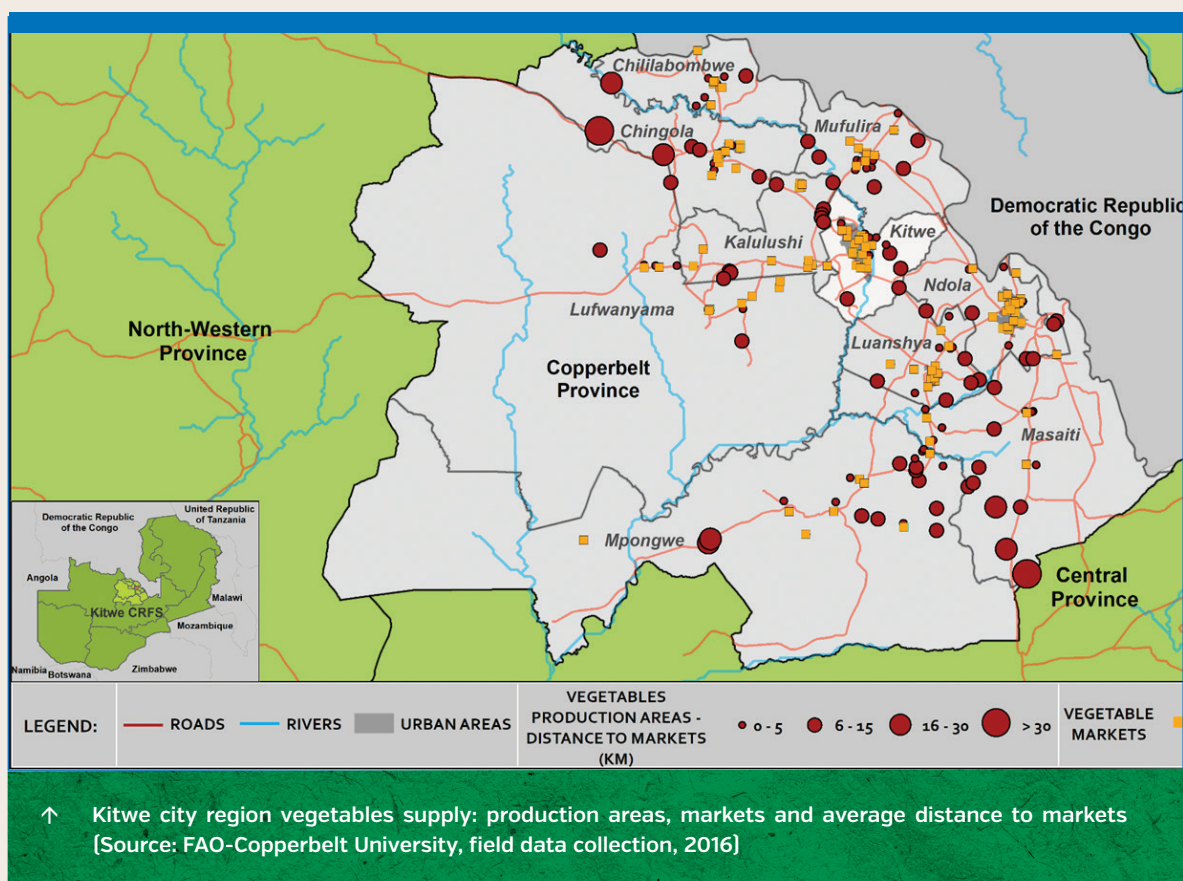 Chililabombwe
Chingola
Mufulira
Democratic Republic
of the Congo
Kitwe
Kalulushi
Ndola
Lufwanyama
North-Western
Province
Luanshya
Copperbelt
Province
Masaiti
Mpongwe
Central
Province
Democratic Republic
of the Congo
United Republic
of Tanzania
Angola
Malawi
Kitwe CRFS
Mozambique
Zimbabwe
Namibia
Botswana
LEGEND:
ROADS
RIVERS
URBAN AREAS
VEGETABLES
PRODUCTION AREAS -
DISTANCE TO MARKETS
(KM)
0 - 5
6 - 15
16 - 30
> 30
VEGETABLE
MARKETS
↑ Kitwe city region vegetables supply: production areas, markets and average distance to markets
(Source: FAO-Copperbelt University, field data collection, 2016)